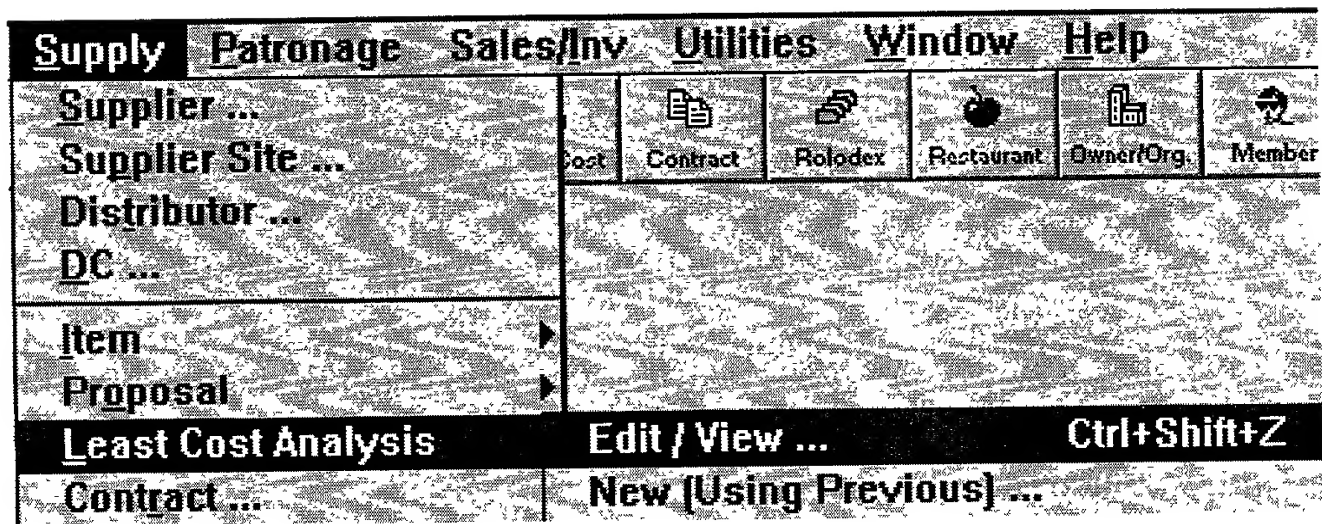 Supply Patronage Sales/Inv Utilities Window Help
Supplier ...
Cost Contract Rolodex Restaurant Owner/Org. Member
Supplier Site ...
Distributor ...
DC ...
Item
Proposal
Least Cost Analysis Edit / View ... Ctrl+Shift+Z
Contract ... New (Using Previous) ...